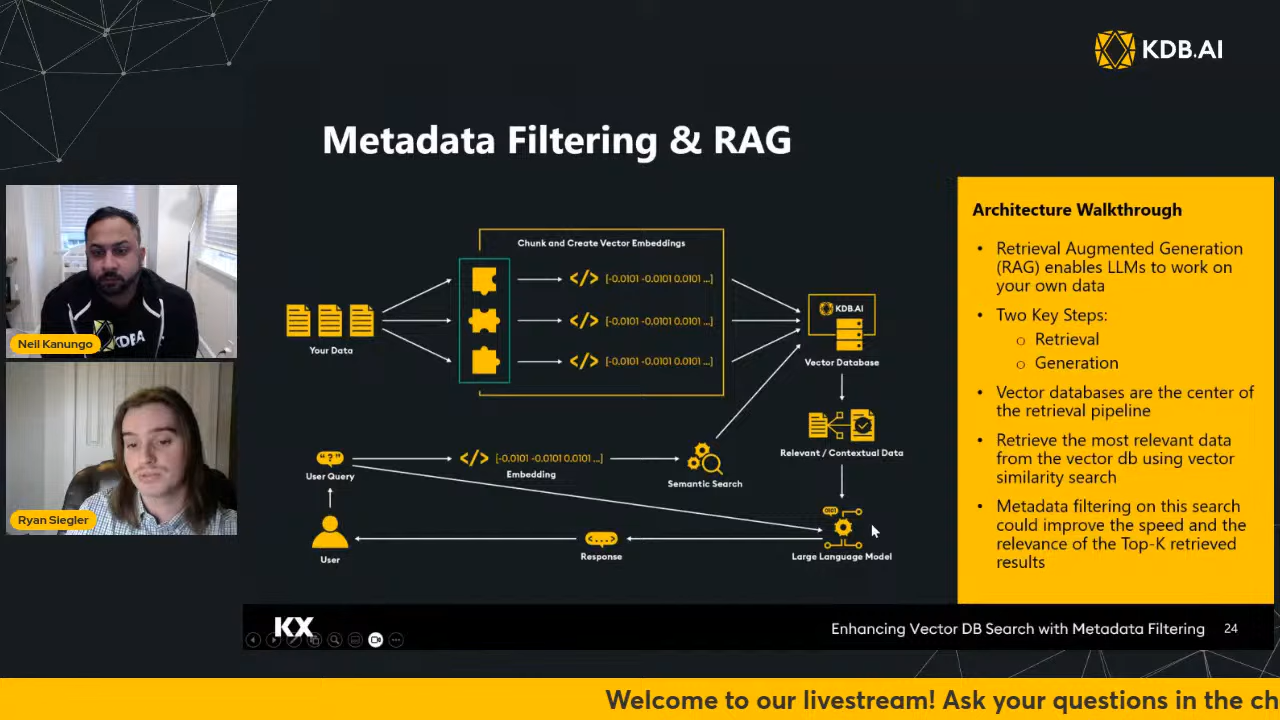 KDB.AI
Metadata Filtering & RAG
Chunk and Create Vector Embeddings
</> [-0.0101 -0.0101 0.0101 ...]
</> [-0.0101 -0.0101 0.0101 ...]
</> [-0.0101 -0.0101 0.0101 ...]
Your Data
KDB.AI
Vector Database
Relevant / Contextual Data
"?"
User Query
</> [-0.0101 -0.0101 0.0101 ...]
Embedding
Semantic Search
0101
Large Language Model
<...>
Response
User
Architecture Walkthrough
• Retrieval Augmented Generation
(RAG) enables LLMs to work on
your own data
• Two Key Steps:
o Retrieval
o Generation
• Vector databases are the center of
the retrieval pipeline
• Retrieve the most relevant data
from the vector db using vector
similarity search
• Metadata filtering on this search
could improve the speed and the
relevance of the Top-K retrieved
results
KDB.AI
Neil Kanungo
Ryan Siegler
KX
Enhancing Vector DB Search with Metadata Filtering 24
Welcome to our livestream! Ask your questions in the ch